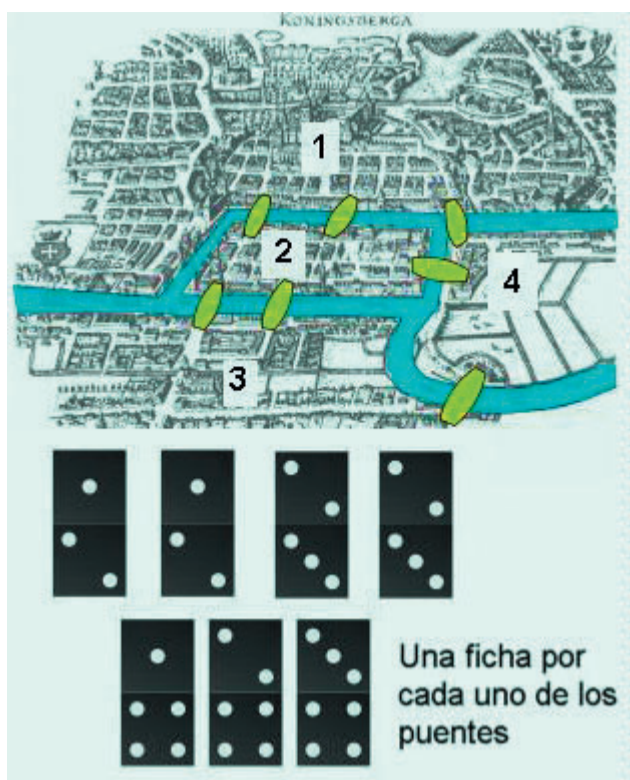 KONINGSBERGA
1
2
4
3
Una ficha por
cada uno de los
puentes